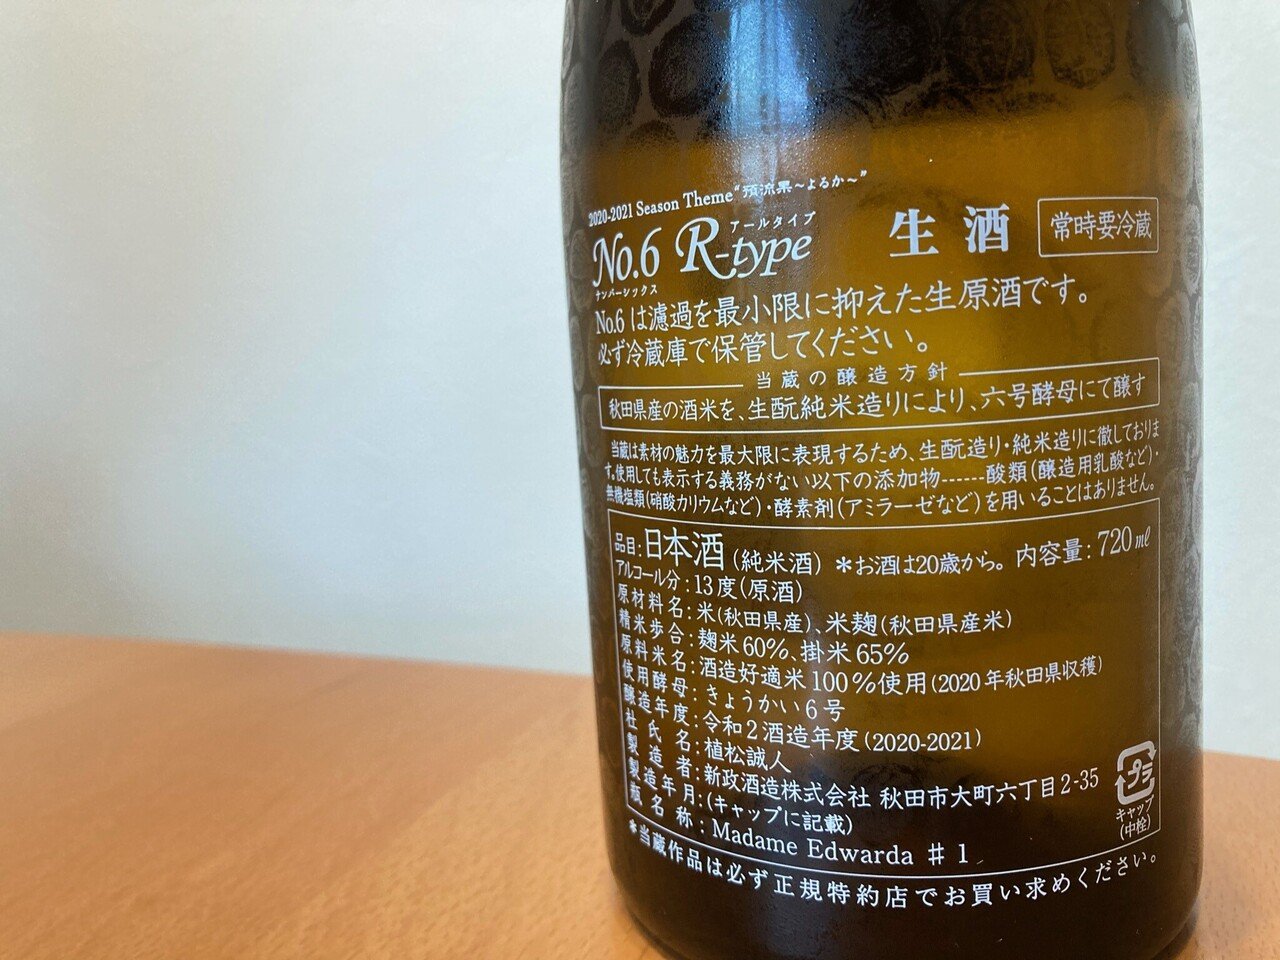 2020-2021 Season Theme “預流果～よるか～”
アールタイプ
No.6 R-type
ナンバーシックス
生酒
常時要冷蔵
No.6 は濾過を最小限に抑えた生原酒です。
必ず冷蔵庫で保管してください。
当蔵の醸造方針
秋田県産の酒米を、生酛純米造りにより、六号酵母にて醸す
当蔵は素材の魅力を最大限に表現するため、生酛造り・純米造りに徹しておりま
す。使用しても表示する義務がない以下の添加物------酸類(醸造用乳酸など)・
無機塩類(硝酸カリウムなど)・酵素剤(アミラーゼなど)を用いることはありません。
品目:日本酒(純米酒) *お酒は20歳から。 内容量:720ml
アルコール分:13度(原酒)
原材料名:米(秋田県産)、米麹(秋田県産米)
精米歩合:麹米60%、掛米65%
原料米名:酒造好適米100%使用(2020年秋田県収穫)
使用酵母:きょうかい6号
醸造年度:令和2酒造年度(2020-2021)
杜氏名:植松誠人
製造者:新政酒造株式会社 秋田市大町六丁目2-35
製造年月:(キャップに記載)
瓶名称:Madame Edwarda #1
プラ
キャップ
(中栓)
*当蔵作品は必ず正規特約店でお買い求めください。